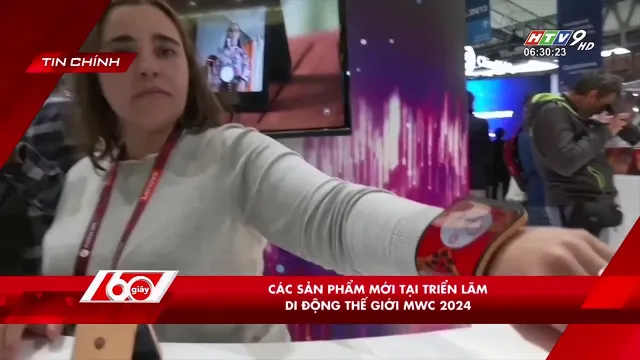 TIN CHÍNH
HTV9 HD
06:30:23
60 giây
CÁC SẢN PHẨM MỚI TẠI TRIỂN LÃM
DI ĐỘNG THẾ GIỚI MWC 2024